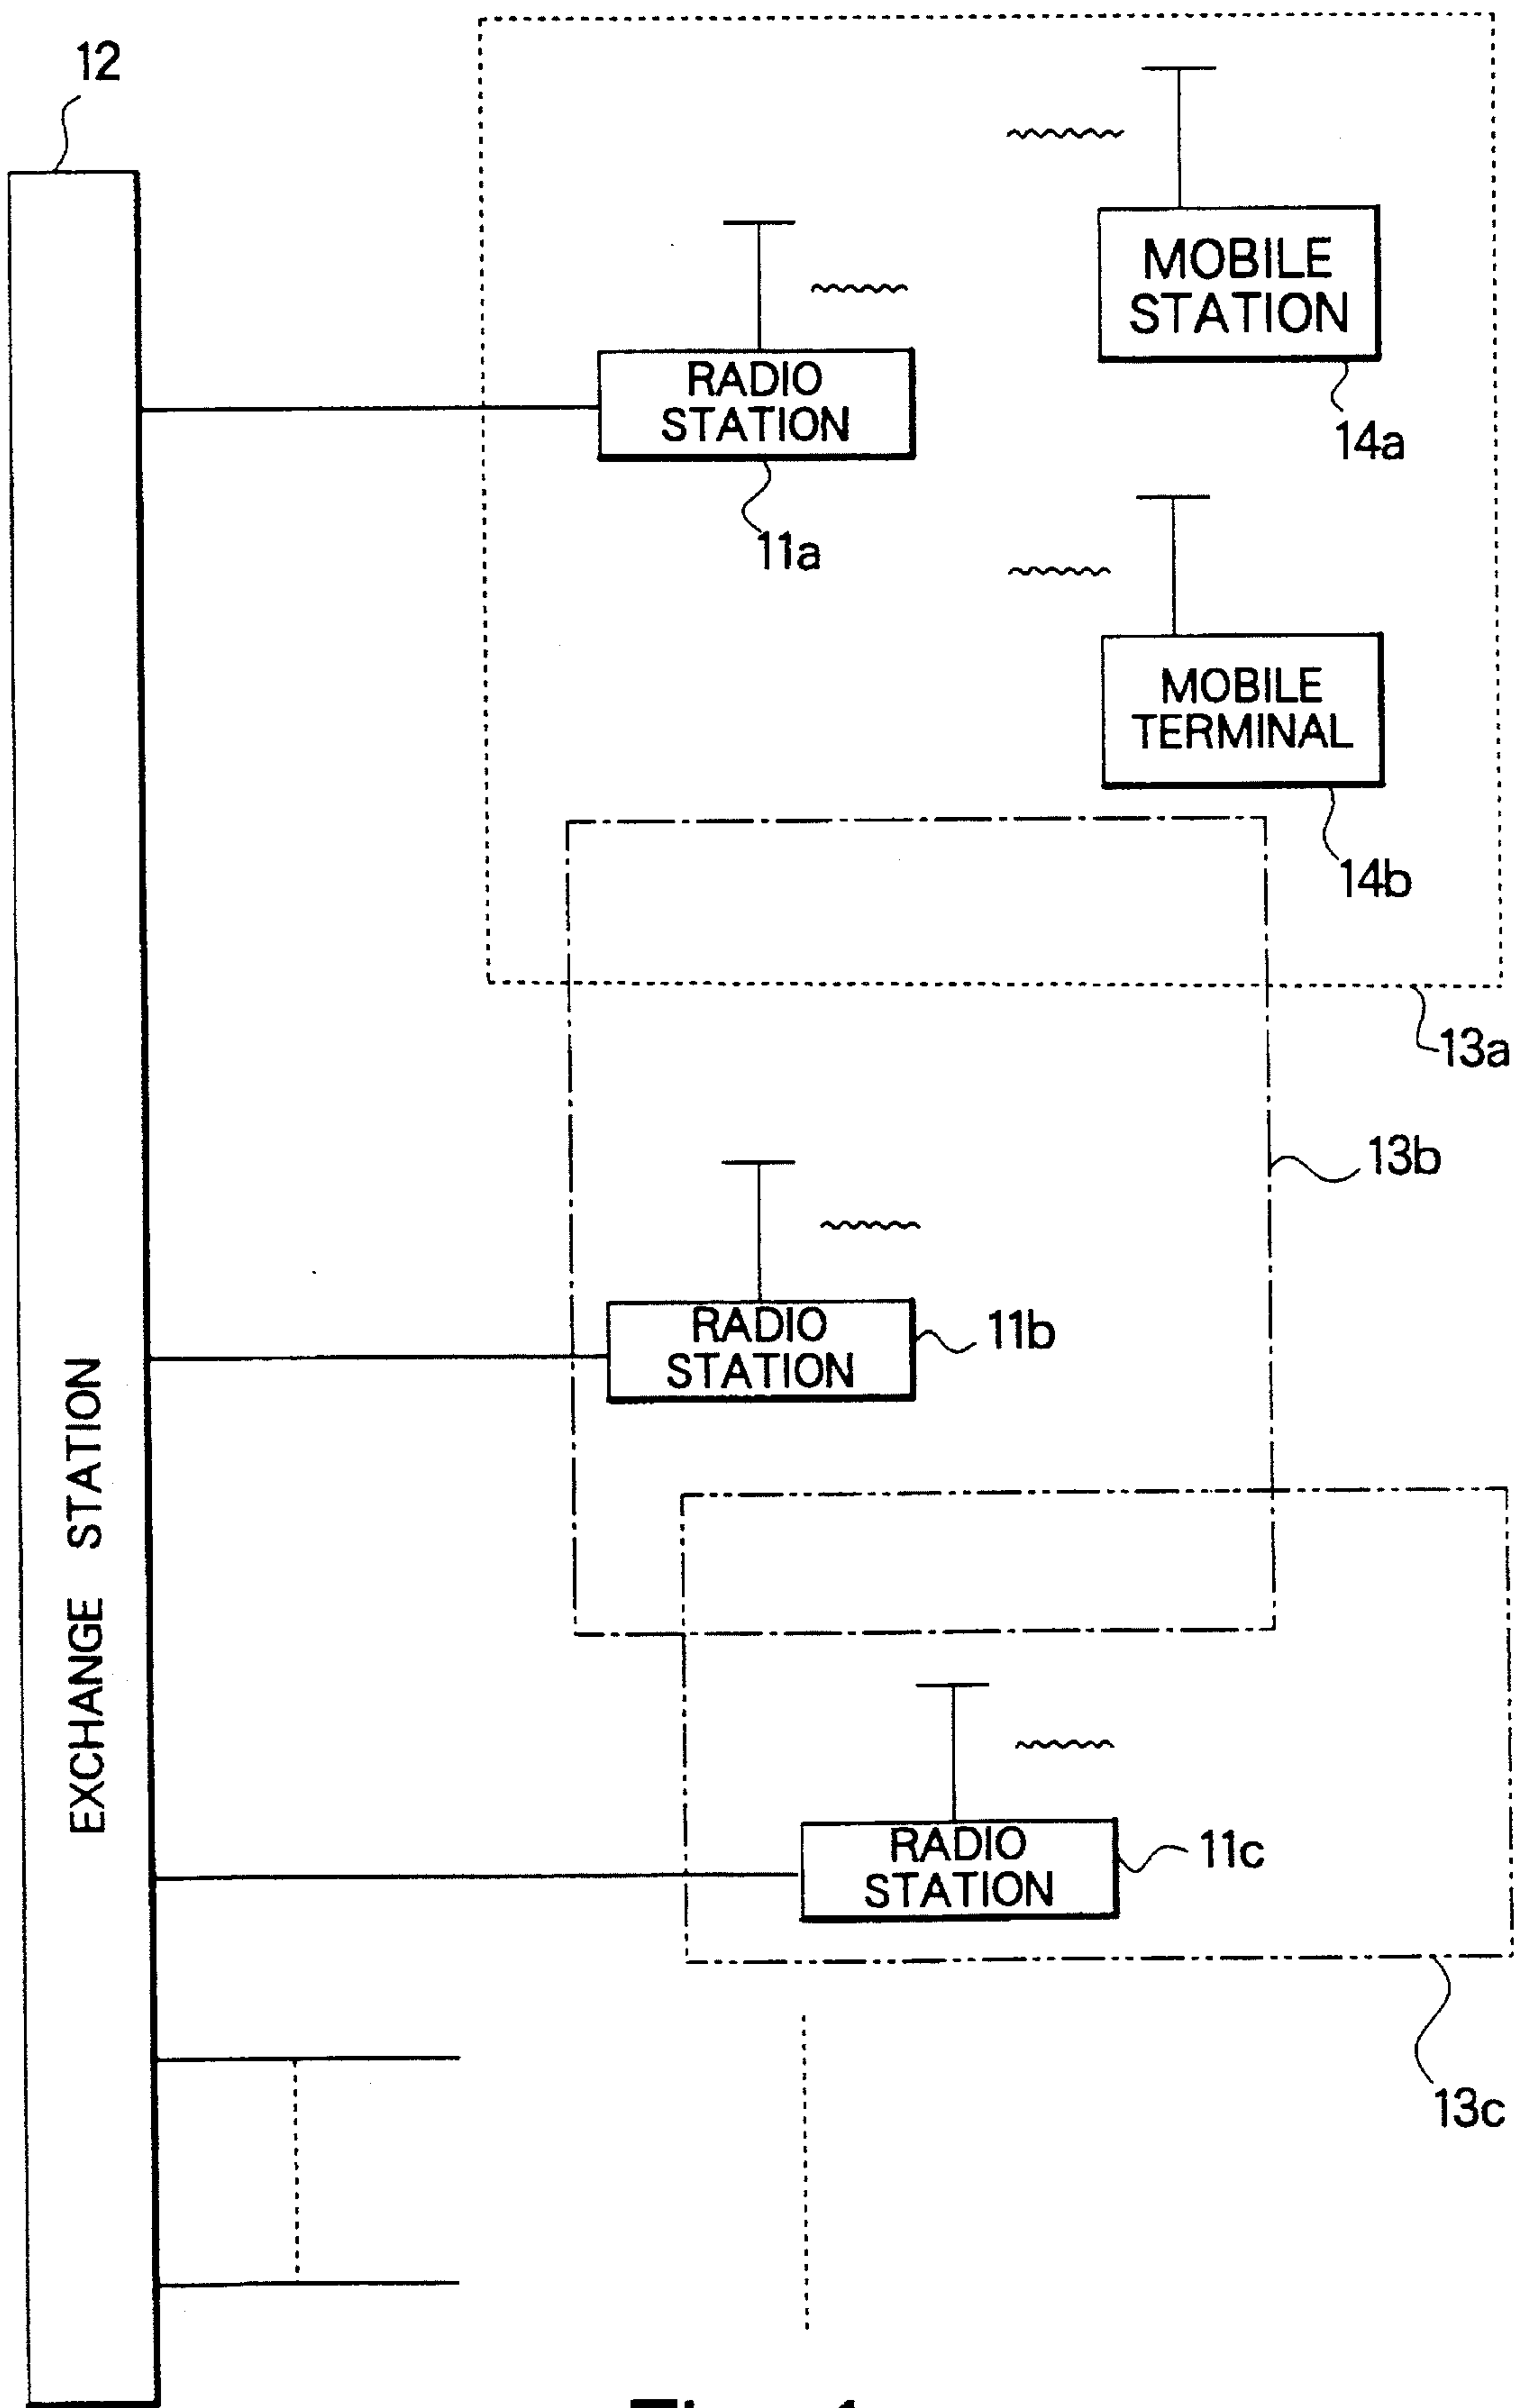 12
MOBILE
STATION
14a
RADIO
STATION
11a
MOBILE
TERMINAL
14b
13a
13b
RADIO
STATION
11b
EXCHANGE STATION
RADIO
STATION
11c
13c